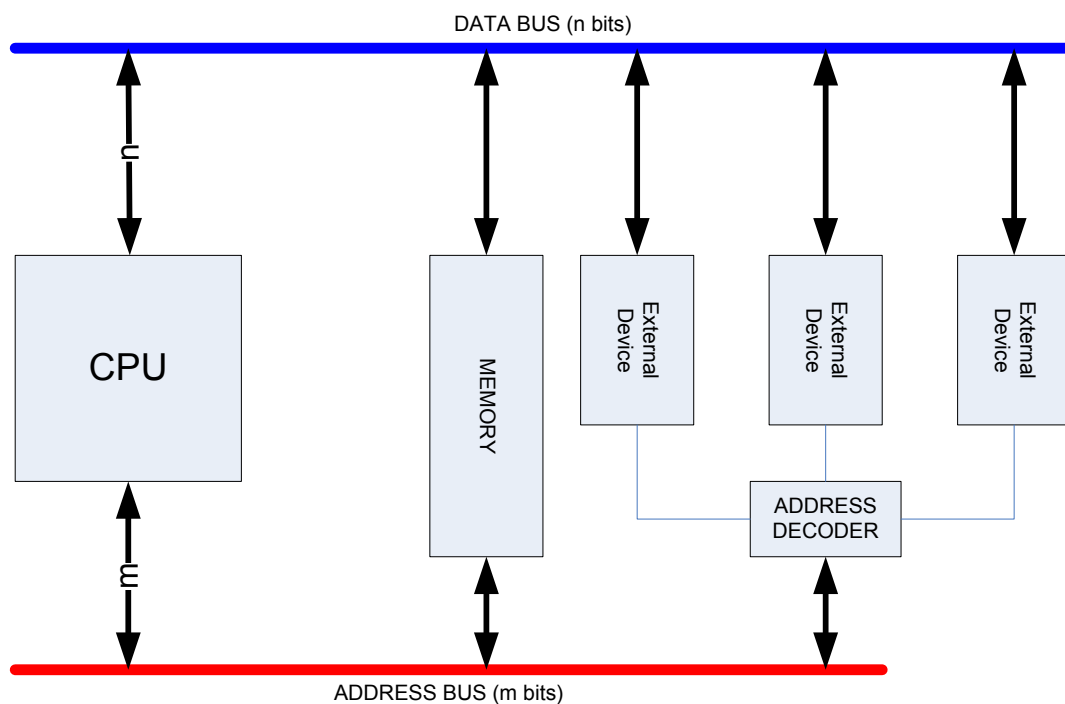 DATA BUS (n bits)
n
CPU
MEMORY
External
Device
External
Device
External
Device
ADDRESS
DECODER
m
ADDRESS BUS (m bits)